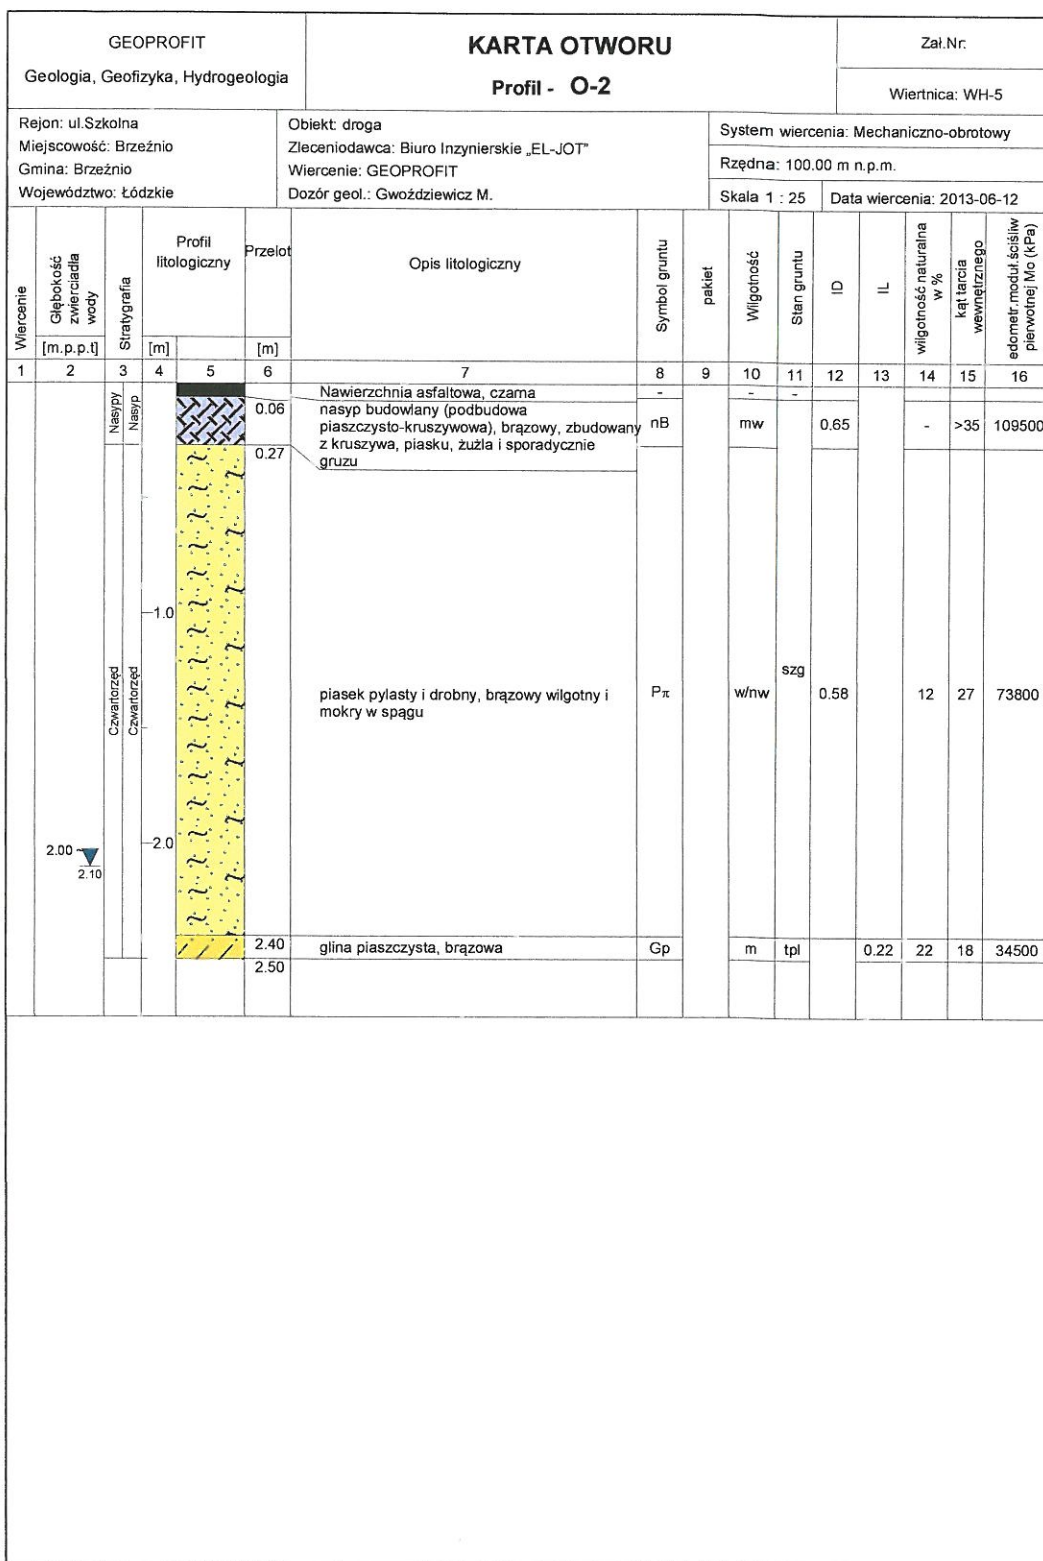 GEOPROFIT
Geologia, Geofizyka, Hydrogeologia
KARTA OTWORU
Profil - O-2
Zał.Nr:
Wiertnica: WH-5
Rejon: ul.Szkolna
Miejscowość: Brzeźnio
Gmina: Brzeźnio
Województwo: Łódzkie
Obiekt: droga
Zleceniodawca: Biuro Inzynierskie „EL-JOT"
Wiercenie: GEOPROFIT
Dozór geol.: Gwoździewicz M.
System wiercenia: Mechaniczno-obrotowy
Rzędna: 100.00 m n.p.m.
Skala 1 : 25 Data wiercenia: 2013-06-12
Wiercenie
Głębokość zwierciadła wody
[m.p.p.t]
Stratygrafia
Profil litologiczny
[m]
Przelot
[m]
Opis litologiczny
Symbol gruntu
pakiet
Wilgotność
Stan gruntu
ID
IL
wilgotność naturalna w %
kąt tarcia wewnętrznego
edometr.moduł.ściśliw pierwotnej Mo (kPa)
1 2 3 4 5 6 7 8 9 10 11 12 13 14 15 16
Nasypy
Nasyp
Nawierzchnia asfaltowa, czarna - - -
0.06 nasyp budowlany (podbudowa
piaszczysto-kruszywowa), brązowy, zbudowany nB mw 0.65 - >35 109500
0.27 z kruszywa, piasku, żużla i sporadycznie
gruzu
1.0
Czwartorzęd
Czwartorzęd
szg
piasek pylasty i drobny, brązowy wilgotny i Pπ w/nw 0.58 12 27 73800
mokry w spągu
2.0
2.00
2.10
2.40 glina piaszczysta, brązowa Gp m tpl 0.22 22 18 34500
2.50